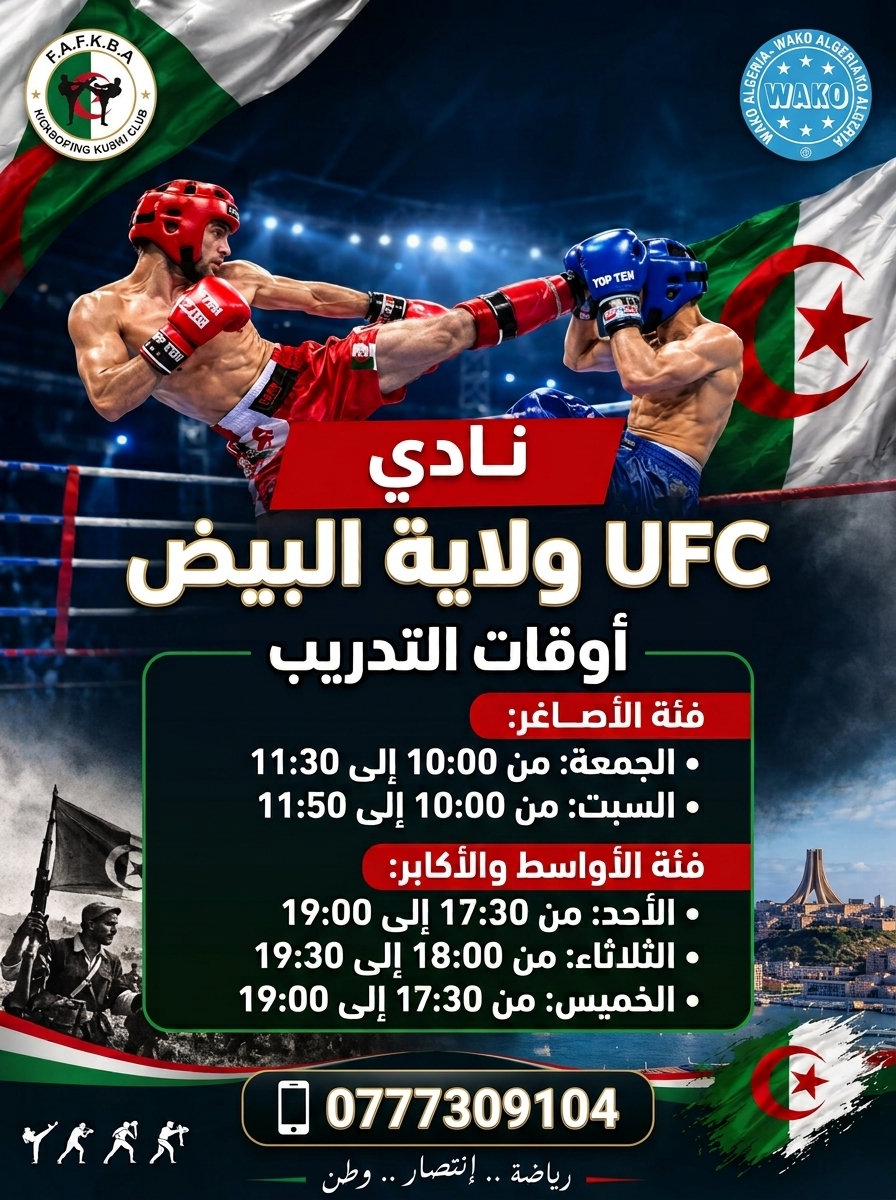 F.A.F.K.B.A
KICKBOPING KUBWJ CLUB
WAKO ALGERIA
WAKO
YOP TEN
نادي
UFC ولاية البيض
أوقات التدريب
فئة الأصاغر:
• الجمعة: من 10:00 إلى 11:30
• السبت: من 10:00 إلى 11:50
فئة الأواسط والأكابر:
• الأحد: من 17:30 إلى 19:00
• الثلاثاء: من 18:00 إلى 19:30
• الخميس: من 17:30 إلى 19:00
0777309104
رياضة .. إنتصار .. وطن